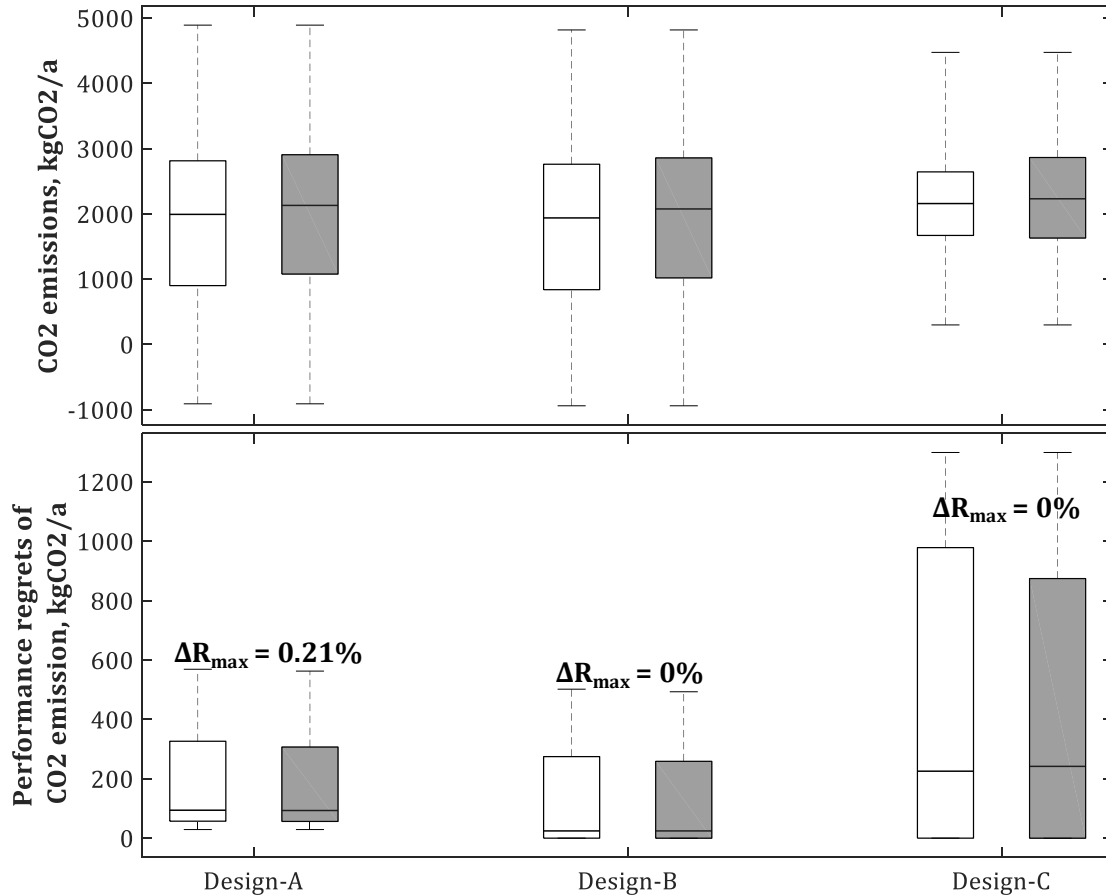 CO2 emissions, kgCO2/a
5000
4000
3000
2000
1000
0
-1000
Performance regrets of
CO2 emission, kgCO2/a
1200
1000
800
600
400
200
0
ΔRmax = 0.21%
ΔRmax = 0%
ΔRmax = 0%
Design-A
Design-B
Design-C